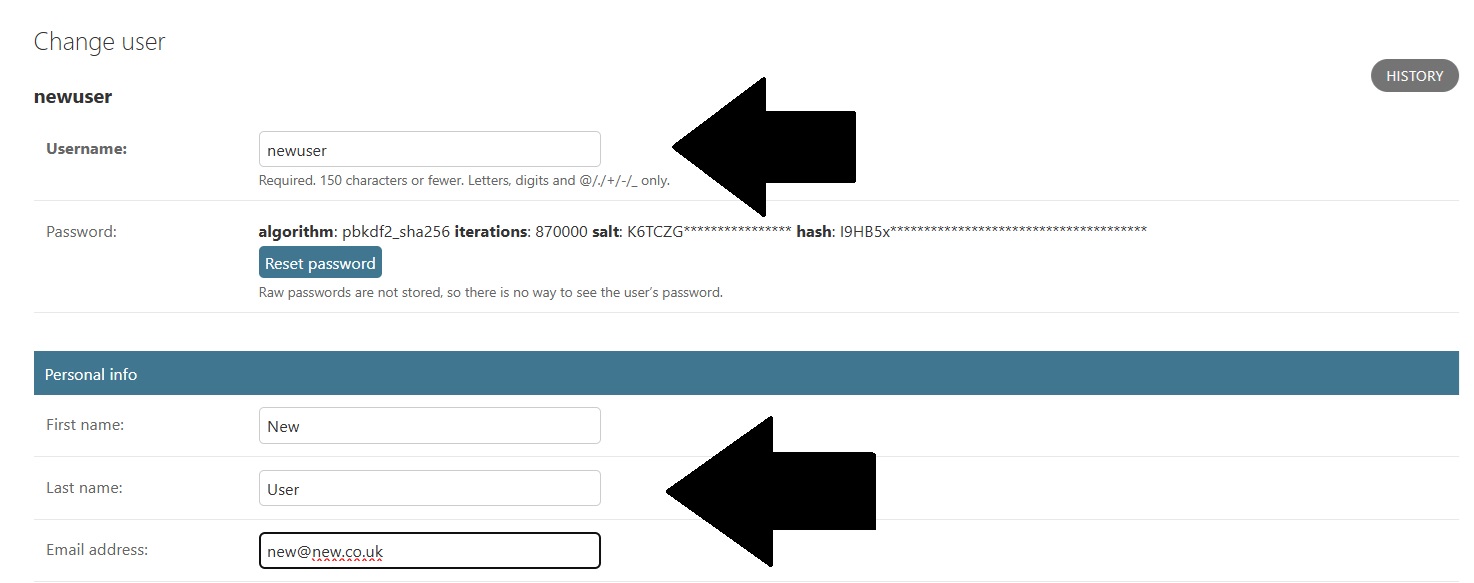 Change user
HISTORY
newuser
Username: newuser
Required. 150 characters or fewer. Letters, digits and @/./+/-/_ only.
Password: algorithm: pbkdf2_sha256 iterations: 870000 salt: K6TCZG**************** hash: I9HB5x**************************************
Reset password
Raw passwords are not stored, so there is no way to see the user’s password.
Personal info
First name: New
Last name: User
Email address: new@new.co.uk